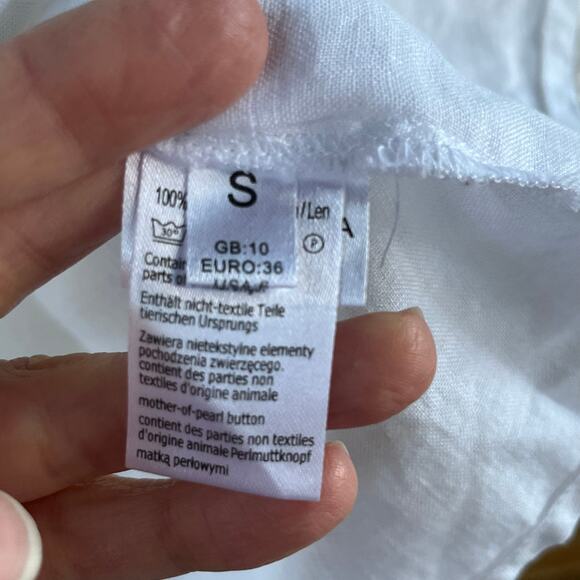 S
GB:10
EURO:36
100%
/Len
30°
P
A
Contai
parts o
Enthält nicht-textile Teile
tierischen Ursprungs
Zawiera nietekstylne elementy
pochodzenia zwierzęcego.
contient des parties non
textiles d'origine animale
mother-of-pearl button
contient des parties non textiles
d'origine animale Perlmuttknopf
matką perłowymi